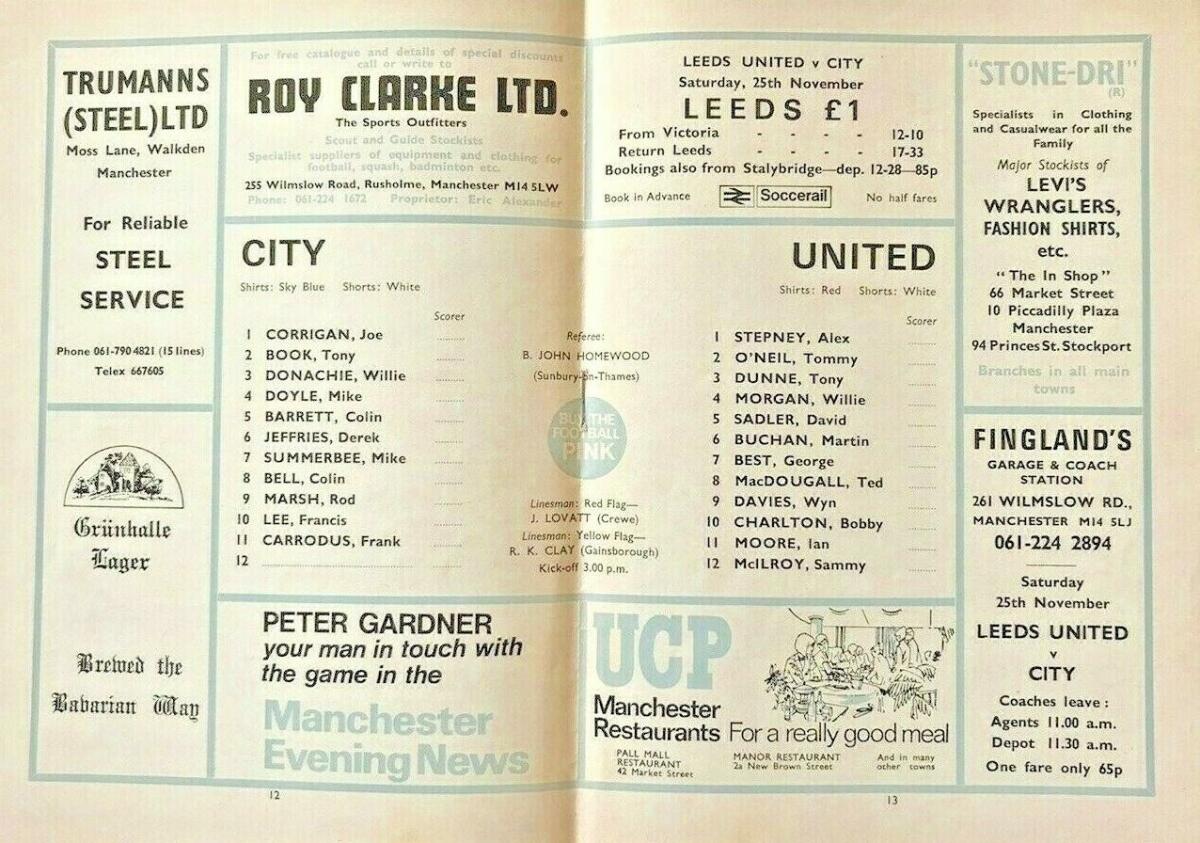 TRUMANNS
(STEEL) LTD
Moss Lane, Walkden
Manchester
For Reliable
STEEL
SERVICE
Phone 061-790 4821 (15 lines)
Telex 667605
Grünhalle
Lager
Brewed the
Bavarian Way
For free catalogue and details of special discounts
call or write to
ROY CLARKE LTD.
The Sports Outfitters
Scout and Guide Stockists
Specialist suppliers of equipment and clothing for
football, squash, badminton etc.
255 Wilmslow Road, Rusholme, Manchester M14 5LW
Phone: 061-224 1672 Proprietor: Eric Alexander
LEEDS UNITED v CITY
Saturday, 25th November
LEEDS £1
From Victoria - - - - 12-10
Return Leeds - - - - 17-33
Bookings also from Stalybridge—dep. 12-28—85p
Book in Advance Soccerail No half fares
CITY
Shirts: Sky Blue Shorts: White
Scorer
1 CORRIGAN, Joe ........
2 BOOK, Tony ........
3 DONACHIE, Willie ........
4 DOYLE, Mike ........
5 BARRETT, Colin ........
6 JEFFRIES, Derek ........
7 SUMMERBEE, Mike ........
8 BELL, Colin ........
9 MARSH, Rod ........
10 LEE, Francis ........
11 CARRODUS, Frank ........
12 ........................ ........
Referee:
B. JOHN HOMEWOOD
(Sunbury-on-Thames)
BUY THE
FOOTBALL
PINK
Linesman: Red Flag—
J. LOVATT (Crewe)
Linesman: Yellow Flag—
R. K. CLAY (Gainsborough)
Kick-off 3.00 p.m.
UNITED
Shirts: Red Shorts: White
Scorer
1 STEPNEY, Alex ........
2 O'NEIL, Tommy ........
3 DUNNE, Tony ........
4 MORGAN, Willie ........
5 SADLER, David ........
6 BUCHAN, Martin ........
7 BEST, George ........
8 MacDOUGALL, Ted ........
9 DAVIES, Wyn ........
10 CHARLTON, Bobby ........
11 MOORE, Ian ........
12 McILROY, Sammy ........
PETER GARDNER
your man in touch with
the game in the
Manchester
Evening News
UCP
Manchester
Restaurants For a really good meal
PALL MALL
RESTAURANT
42 Market Street
MANOR RESTAURANT
2a New Brown Street
And in many
other towns
"STONE-DRI"
(R)
Specialists in Clothing
and Casualwear for all the
Family
Major Stockists of
LEVI'S
WRANGLERS,
FASHION SHIRTS,
etc.
"The In Shop"
66 Market Street
10 Piccadilly Plaza
Manchester
94 Princes St. Stockport
Branches in all main
towns
FINGLAND'S
GARAGE & COACH
STATION
261 WILMSLOW RD.,
MANCHESTER M14 5LJ
061-224 2894
Saturday
25th November
LEEDS UNITED
v
CITY
Coaches leave :
Agents 11.00 a.m.
Depot 11.30 a.m.
One fare only 65p
12
13